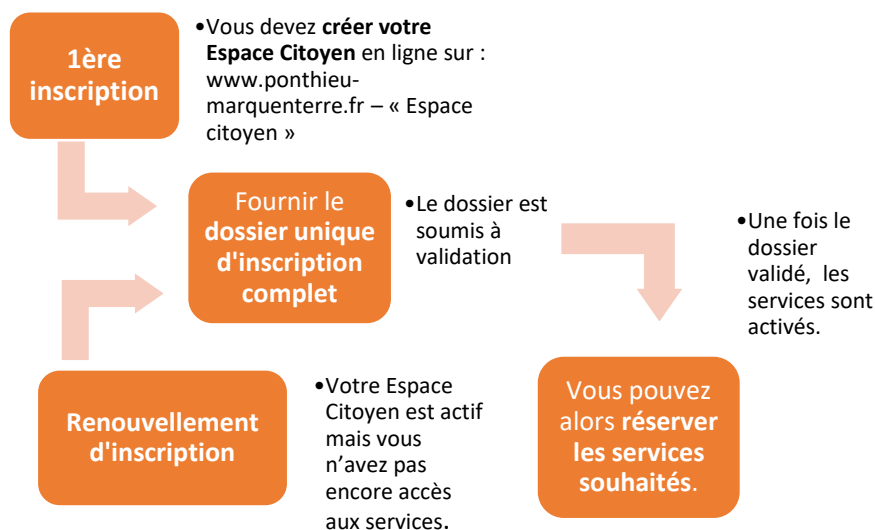 1ère
inscription
•Vous devez créer votre
Espace Citoyen en ligne sur :
www.ponthieu-
marquenterre.fr – « Espace
citoyen »
Fournir le
dossier unique
d'inscription
complet
•Le dossier est
soumis à
validation
•Une fois le
dossier
validé, les
services sont
activés.
Renouvellement
d'inscription
•Votre Espace
Citoyen est actif
mais vous
n’avez pas
encore accès
aux services.
Vous pouvez
alors réserver
les services
souhaités.